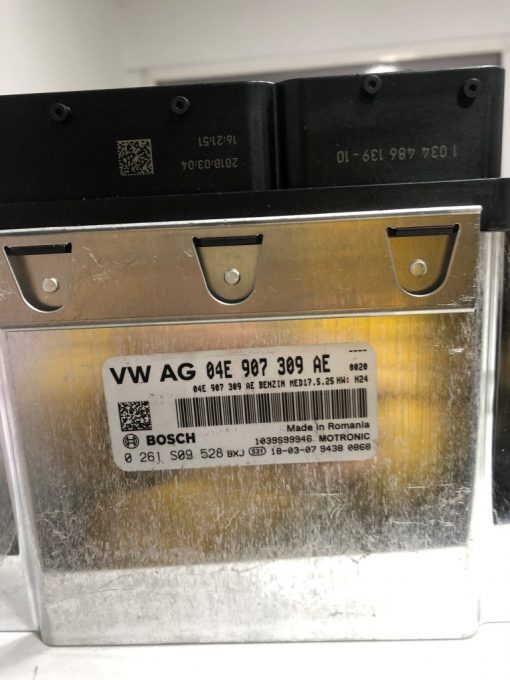 1 034 486 139-10
2018-03-04
16:21:51
VW AG 04E 907 309 AE
----
0020
04E 907 309 AE BENZIN MED17.5.25 HW: H24
Made in Romania
BOSCH
1039S99946 MOTRONIC
0 261 S09 528 BXJ 531 18-03-07 9438 0868